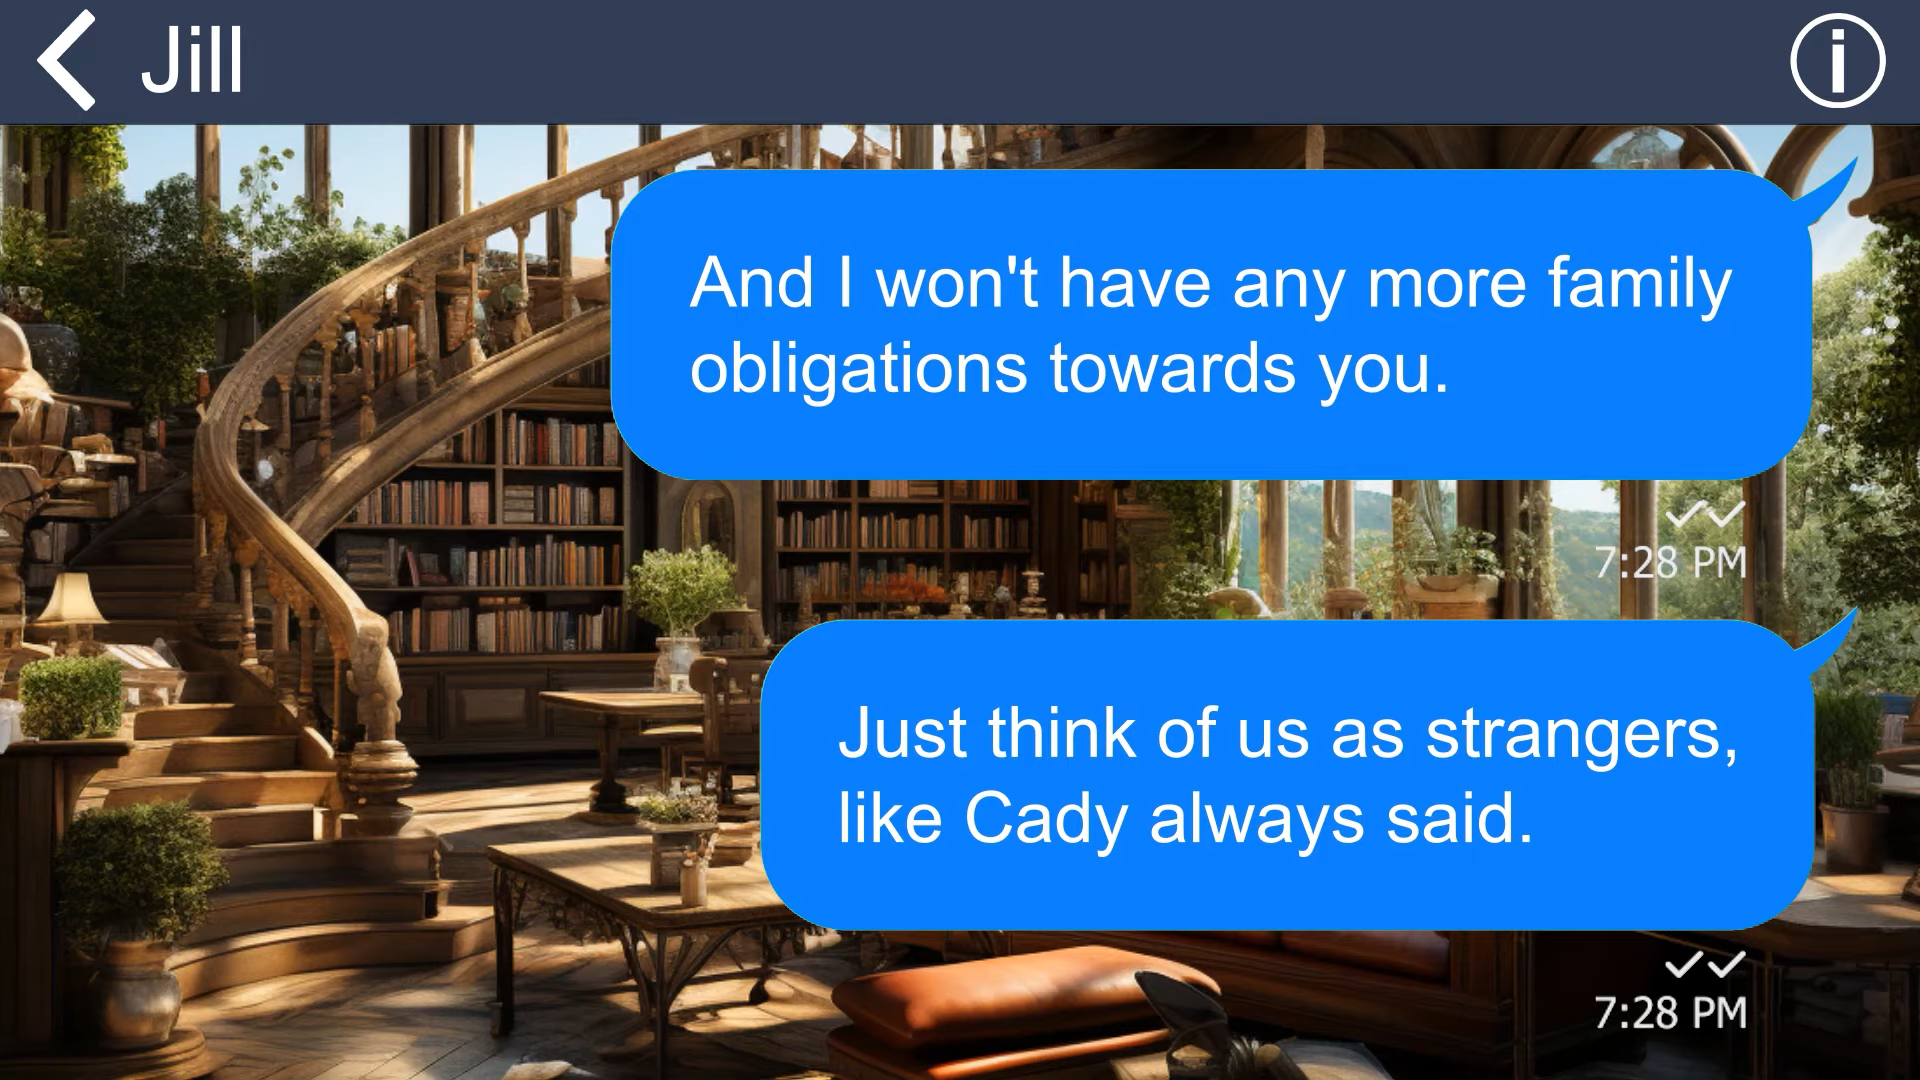 Jill
And I won't have any more family
obligations towards you.
7:28 PM
Just think of us as strangers,
like Cady always said.
7:28 PM